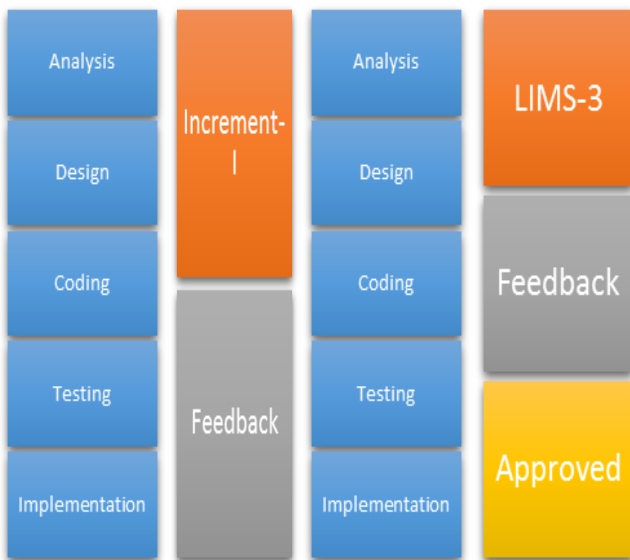 Analysis
Design
Coding
Testing
Implementation
Increment-
I
Feedback
Analysis
Design
Coding
Testing
Implementation
LIMS-3
Feedback
Approved